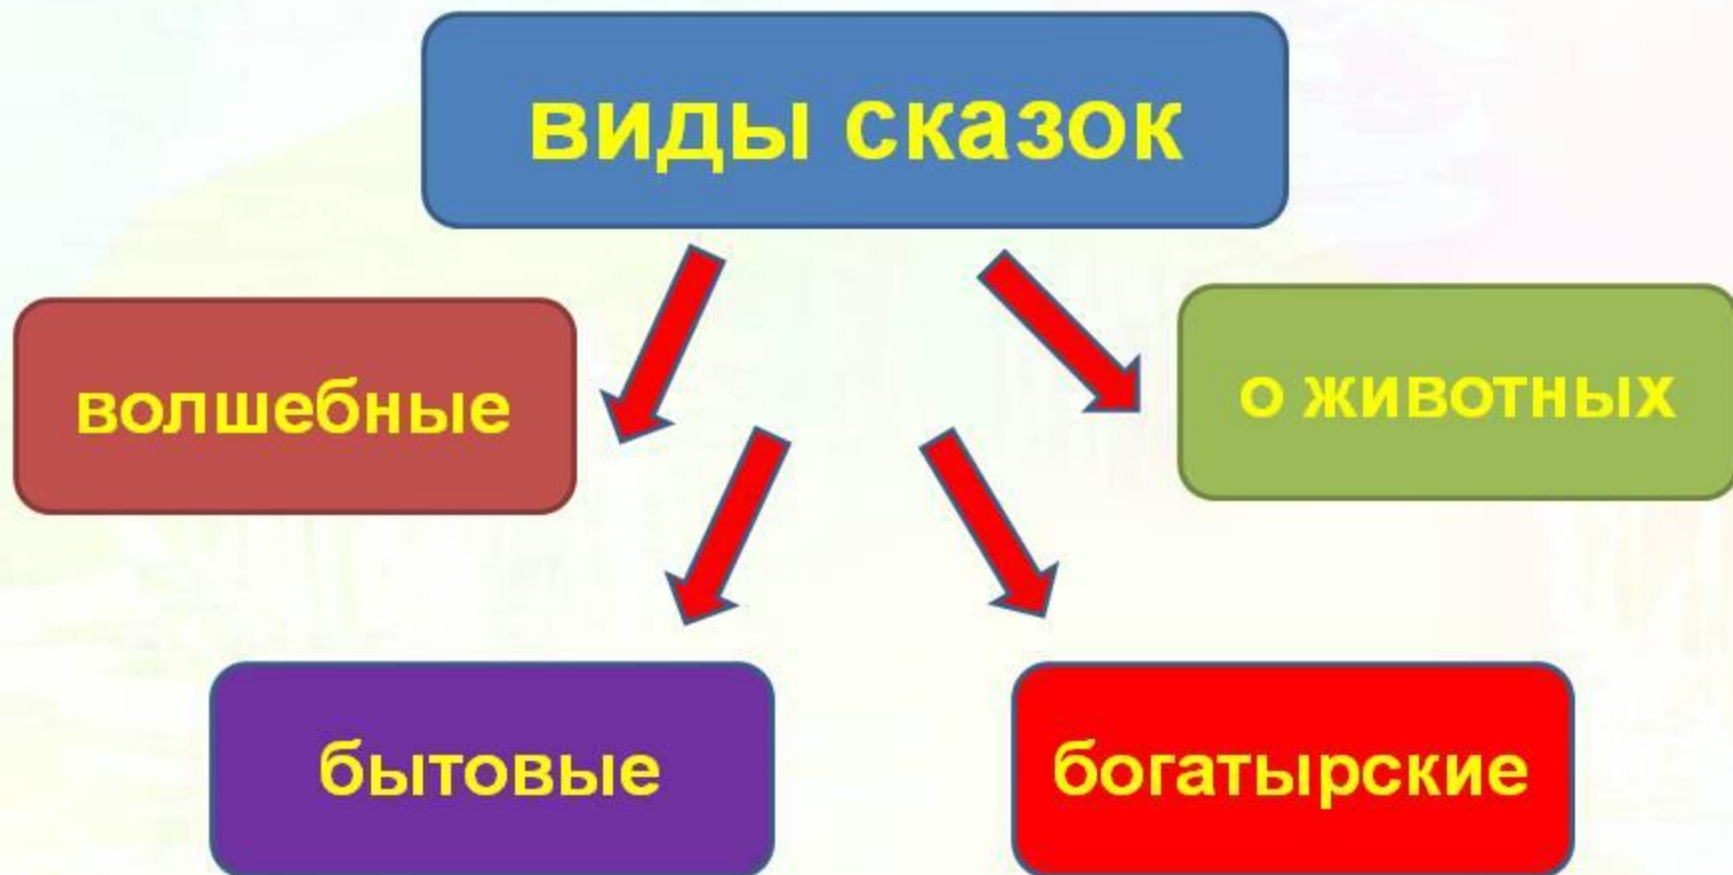 виды сказок
волшебные
о животных
бытовые
богатырские